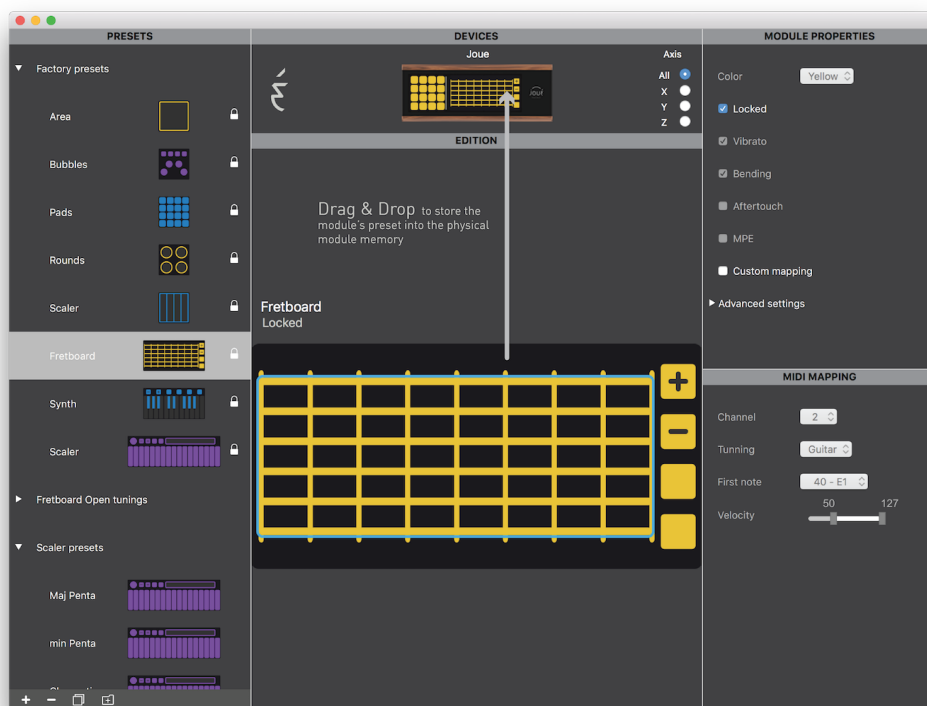 PRESETS
DEVICES
MODULE PROPERTIES
Factory presets
Area
Bubbles
Pads
Rounds
Scaler
Fretboard
Synth
Scaler
Fretboard Open tunings
Scaler presets
Maj Penta
min Penta
Joue
Axis
All
X
Y
Z
EDITION
Drag & Drop to store the
module's preset into the physical
module memory
Fretboard
Locked
+
−
Color
Yellow
Locked
Vibrato
Bending
Aftertouch
MPE
Custom mapping
Advanced settings
MIDI MAPPING
Channel
2
Tunning
Guitar
First note
40 - E1
Velocity
50
127